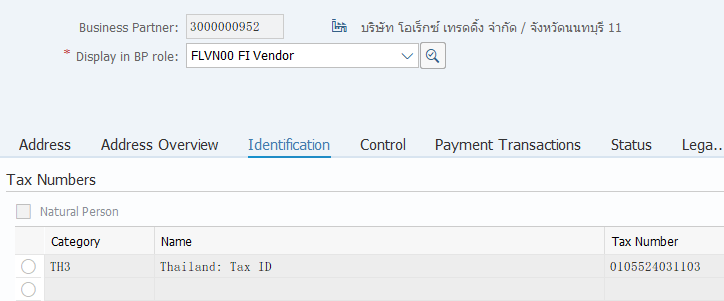 Business Partner: 3000000952 บริษัท โอเร็กซ์ เทรดดิ้ง จำกัด / จังหวัดนนทบุรี 11
* Display in BP role: FLVN00 FI Vendor
Address Address Overview Identification Control Payment Transactions Status Lega..
Tax Numbers
Natural Person
Category Name Tax Number
TH3 Thailand: Tax ID 0105524031103